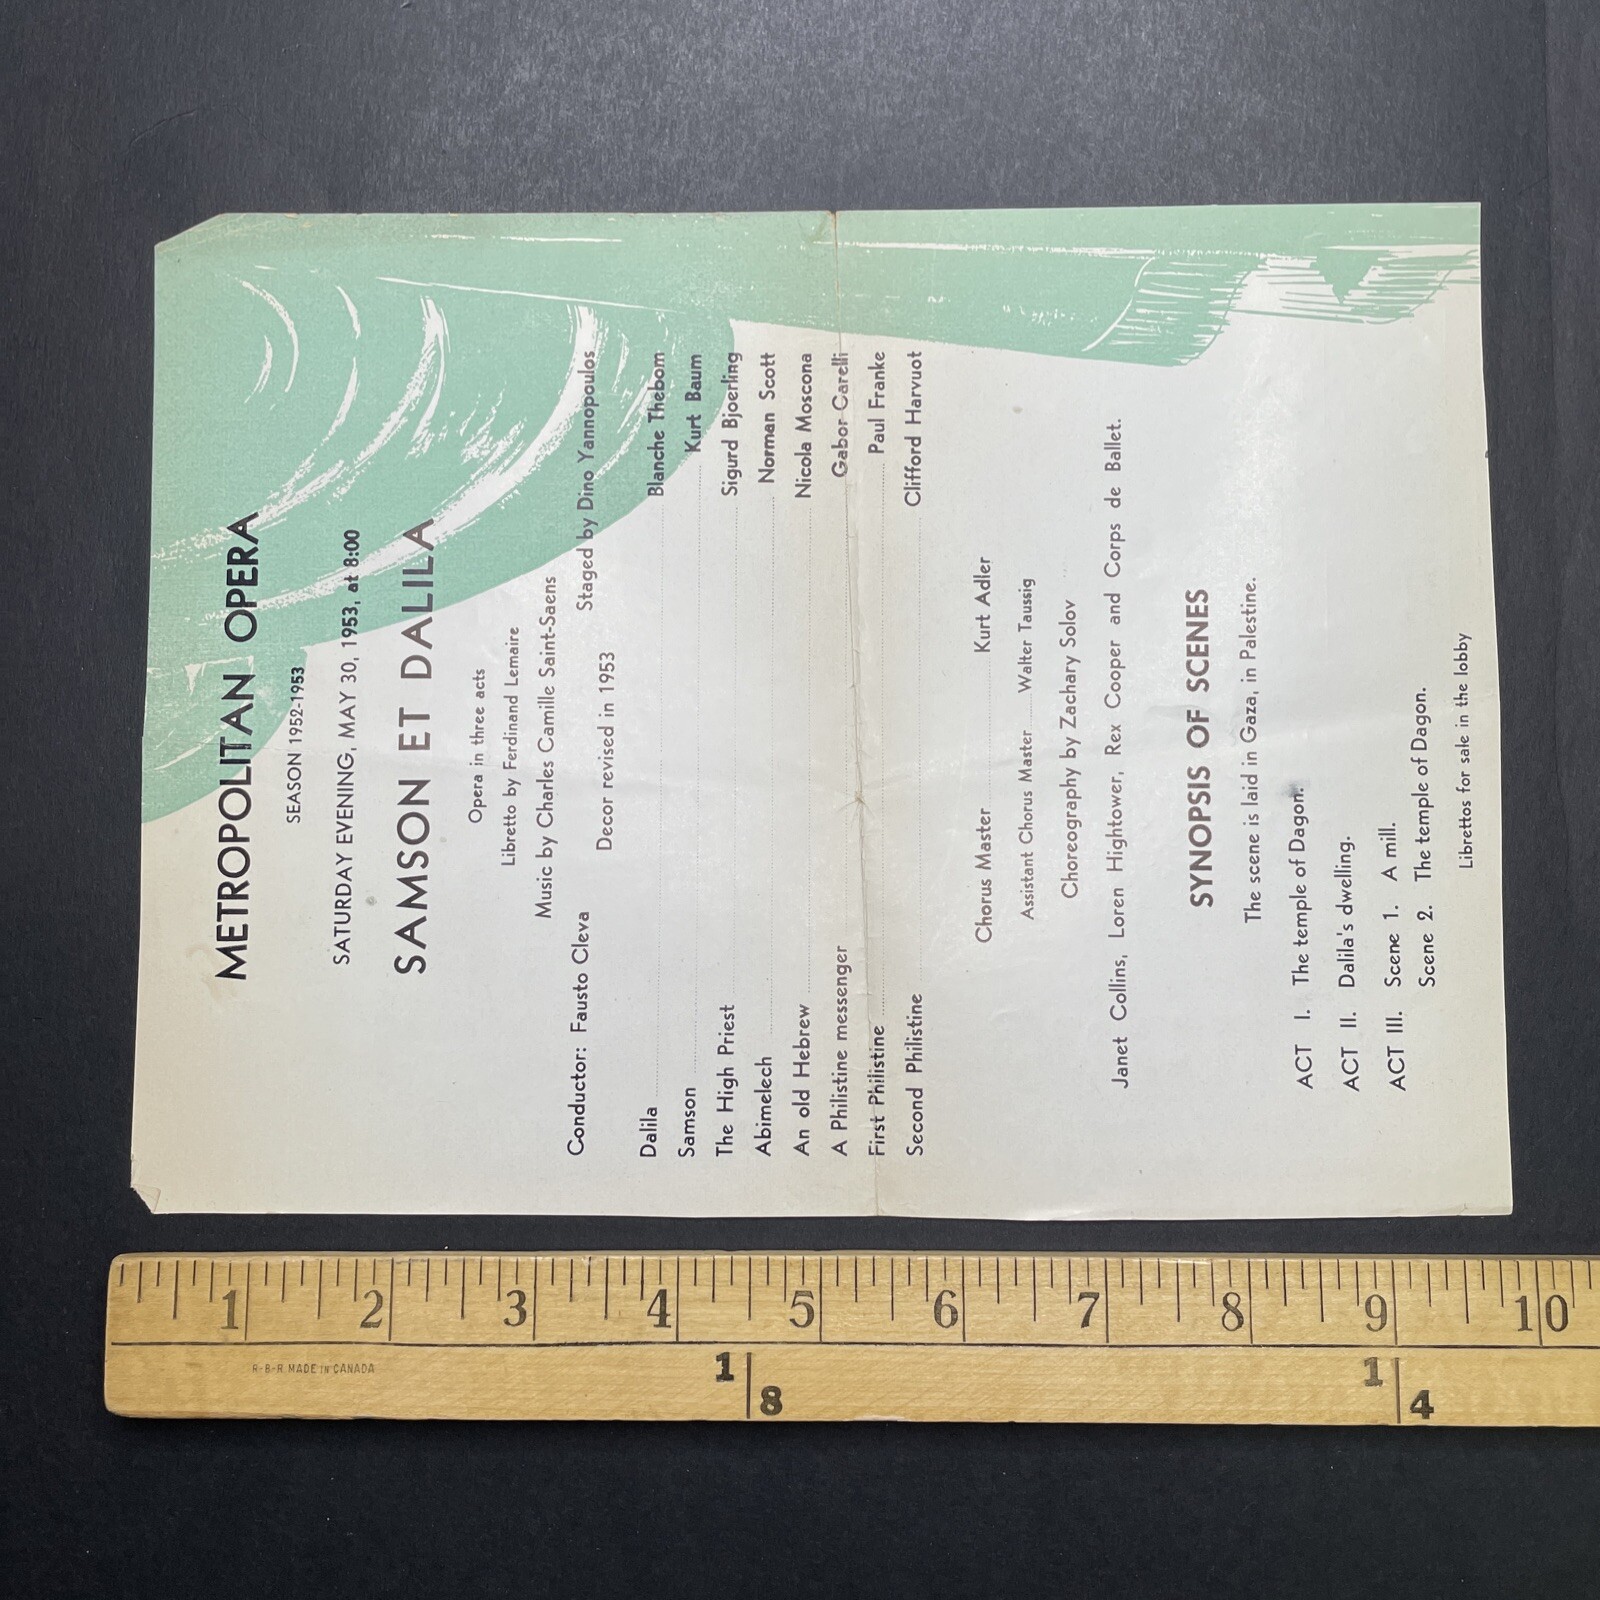 METROPOLITAN OPERA
SEASON 1952-1953
SATURDAY EVENING, MAY 30, 1953, at 8:00
SAMSON ET DALILA
Opera in three acts
Libretto by Ferdinand Lemaire
Music by Charles Camille Saint-Saens
Conductor: Fausto Cleva Staged by Dino Yannopoulos
Decor revised in 1953
Dalila Blanche Thebom
Samson Kurt Baum
The High Priest Sigurd Bjoerling
Abimelech Norman Scott
An old Hebrew Nicola Moscona
A Philistine messenger Gabor Carelli
First Philistine Paul Franke
Second Philistine Clifford Harvuot
Chorus Master Kurt Adler
Assistant Chorus Master Walter Taussig
Choreography by Zachary Solov
Janet Collins, Loren Hightower, Rex Cooper and Corps de Ballet.
SYNOPSIS OF SCENES
The scene is laid in Gaza, in Palestine.
ACT I. The temple of Dagon.
ACT II. Dalila's dwelling.
ACT III. Scene 1. A mill.
Scene 2. The temple of Dagon.
Librettos for sale in the lobby
1 2 3 4 5 6 7 8 9 10
R-B-R MADE IN CANADA
1 8
1 4